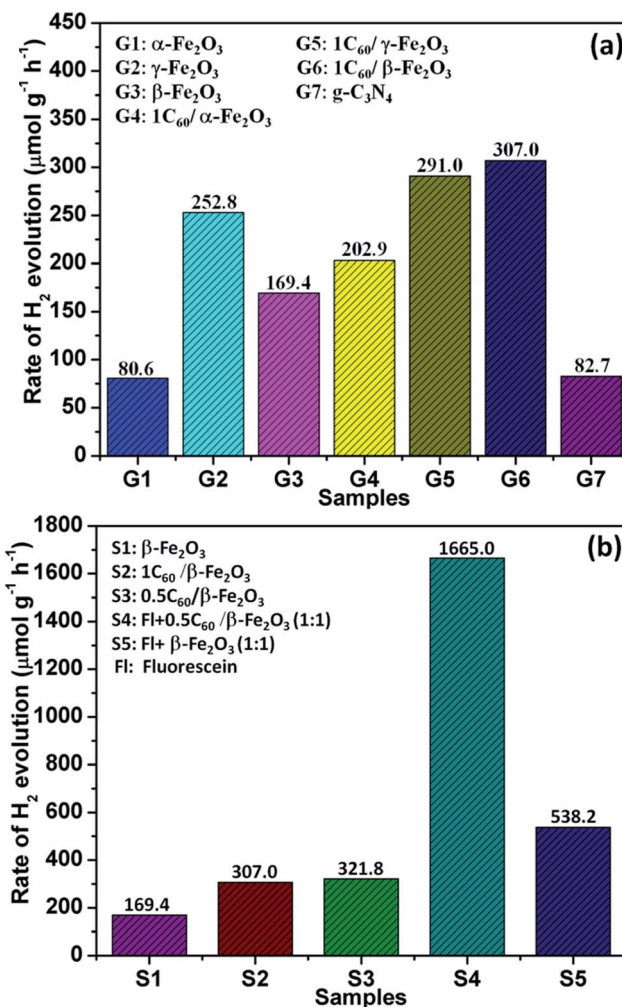 (a)
G1: α-Fe₂O₃ G5: 1C₆₀/ γ-Fe₂O₃
G2: γ-Fe₂O₃ G6: 1C₆₀/ β-Fe₂O₃
G3: β-Fe₂O₃ G7: g-C₃N₄
G4: 1C₆₀/ α-Fe₂O₃
Rate of H₂ evolution (μmol g⁻¹ h⁻¹)
450
400
350
300
250
200
150
100
50
0
80.6
252.8
169.4
202.9
291.0
307.0
82.7
G1 G2 G3 G4 G5 G6 G7
Samples
(b)
S1: β-Fe₂O₃
S2: 1C₆₀ /β-Fe₂O₃
S3: 0.5C₆₀/β-Fe₂O₃
S4: Fl+0.5C₆₀ /β-Fe₂O₃ (1:1)
S5: Fl+ β-Fe₂O₃ (1:1)
Fl: Fluorescein
Rate of H₂ evolution (μmol g⁻¹ h⁻¹)
1800
1600
1400
1200
1000
800
600
400
200
0
169.4
307.0
321.8
1665.0
538.2
S1 S2 S3 S4 S5
Samples